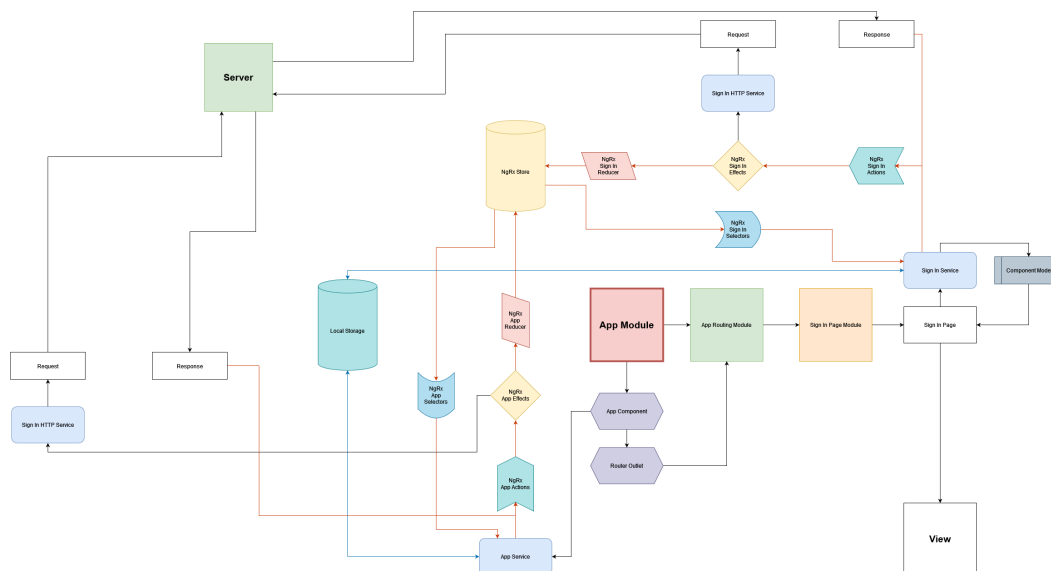 Request
Response
Server
Sign In HTTP Service
NgRx Store
NgRx
Sign In
Reducer
NgRx
Sign In
Effects
NgRx
Sign In
Actions
NgRx
Sign In
Selectors
Sign In Service
Component Model
Local Storage
NgRx
App
Reducer
App Module
App Routing Module
Sign In Page Module
Sign In Page
Request
Response
NgRx
App
Selectors
NgRx
App Effects
App Component
Sign In HTTP Service
Router Outlet
NgRx
App Actions
View
App Service